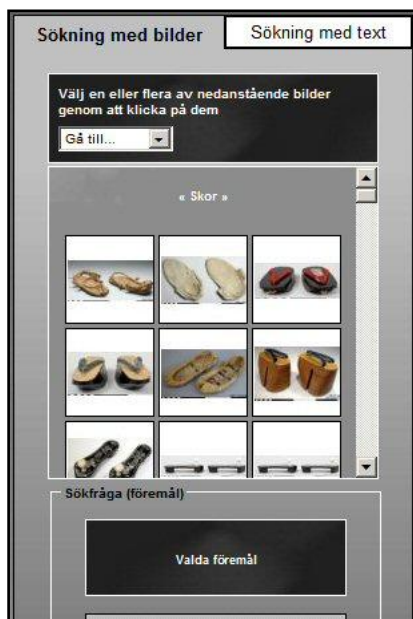 Sökning med bilder
Sökning med text
Välj en eller flera av nedanstående bilder
genom att klicka på dem
Gå till...
« Skor »
Sökfråga (föremål)
Valda föremål